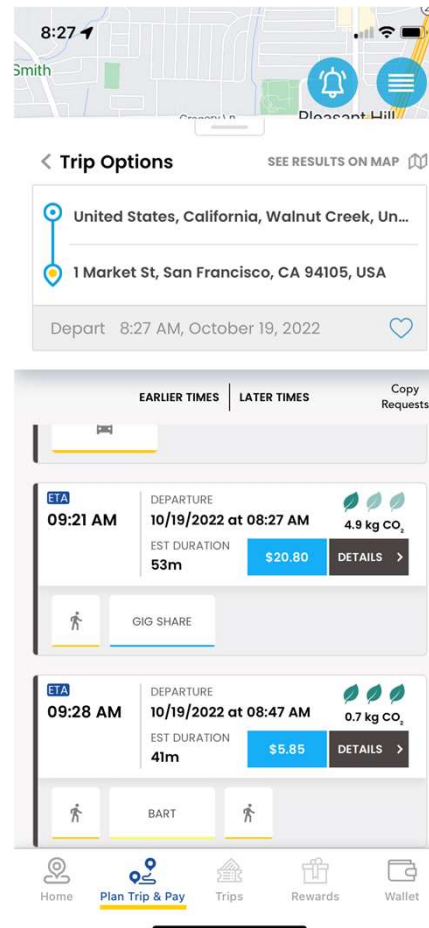 8:27
Smith
Pleasant Hill
Trip Options
SEE RESULTS ON MAP
United States, California, Walnut Creek, Un...
1 Market St, San Francisco, CA 94105, USA
Depart 8:27 AM, October 19, 2022
EARLIER TIMES
LATER TIMES
Copy
Requests
ETA
09:21 AM
DEPARTURE
10/19/2022 at 08:27 AM
EST DURATION
53m
4.9 kg CO₂
$20.80
DETAILS >
GIG SHARE
ETA
09:28 AM
DEPARTURE
10/19/2022 at 08:47 AM
EST DURATION
41m
0.7 kg CO₂
$5.85
DETAILS >
BART
Home
Plan Trip & Pay
Trips
Rewards
Wallet